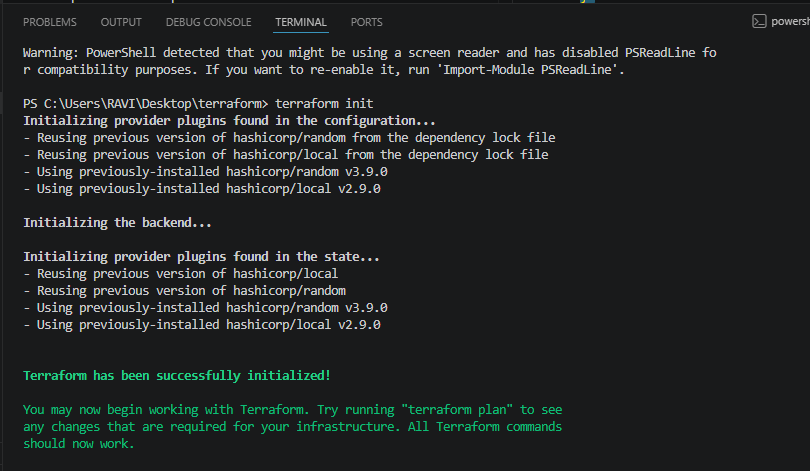 PROBLEMS OUTPUT DEBUG CONSOLE TERMINAL PORTS
Warning: PowerShell detected that you might be using a screen reader and has disabled PSReadLine fo
r compatibility purposes. If you want to re-enable it, run 'Import-Module PSReadLine'.
PS C:\Users\RAVI\Desktop\terraform> terraform init
Initializing provider plugins found in the configuration...
- Reusing previous version of hashicorp/random from the dependency lock file
- Reusing previous version of hashicorp/local from the dependency lock file
- Using previously-installed hashicorp/random v3.9.0
- Using previously-installed hashicorp/local v2.9.0
Initializing the backend...
Initializing provider plugins found in the state...
- Reusing previous version of hashicorp/local
- Reusing previous version of hashicorp/random
- Using previously-installed hashicorp/random v3.9.0
- Using previously-installed hashicorp/local v2.9.0
Terraform has been successfully initialized!
You may now begin working with Terraform. Try running "terraform plan" to see
any changes that are required for your infrastructure. All Terraform commands
should now work.